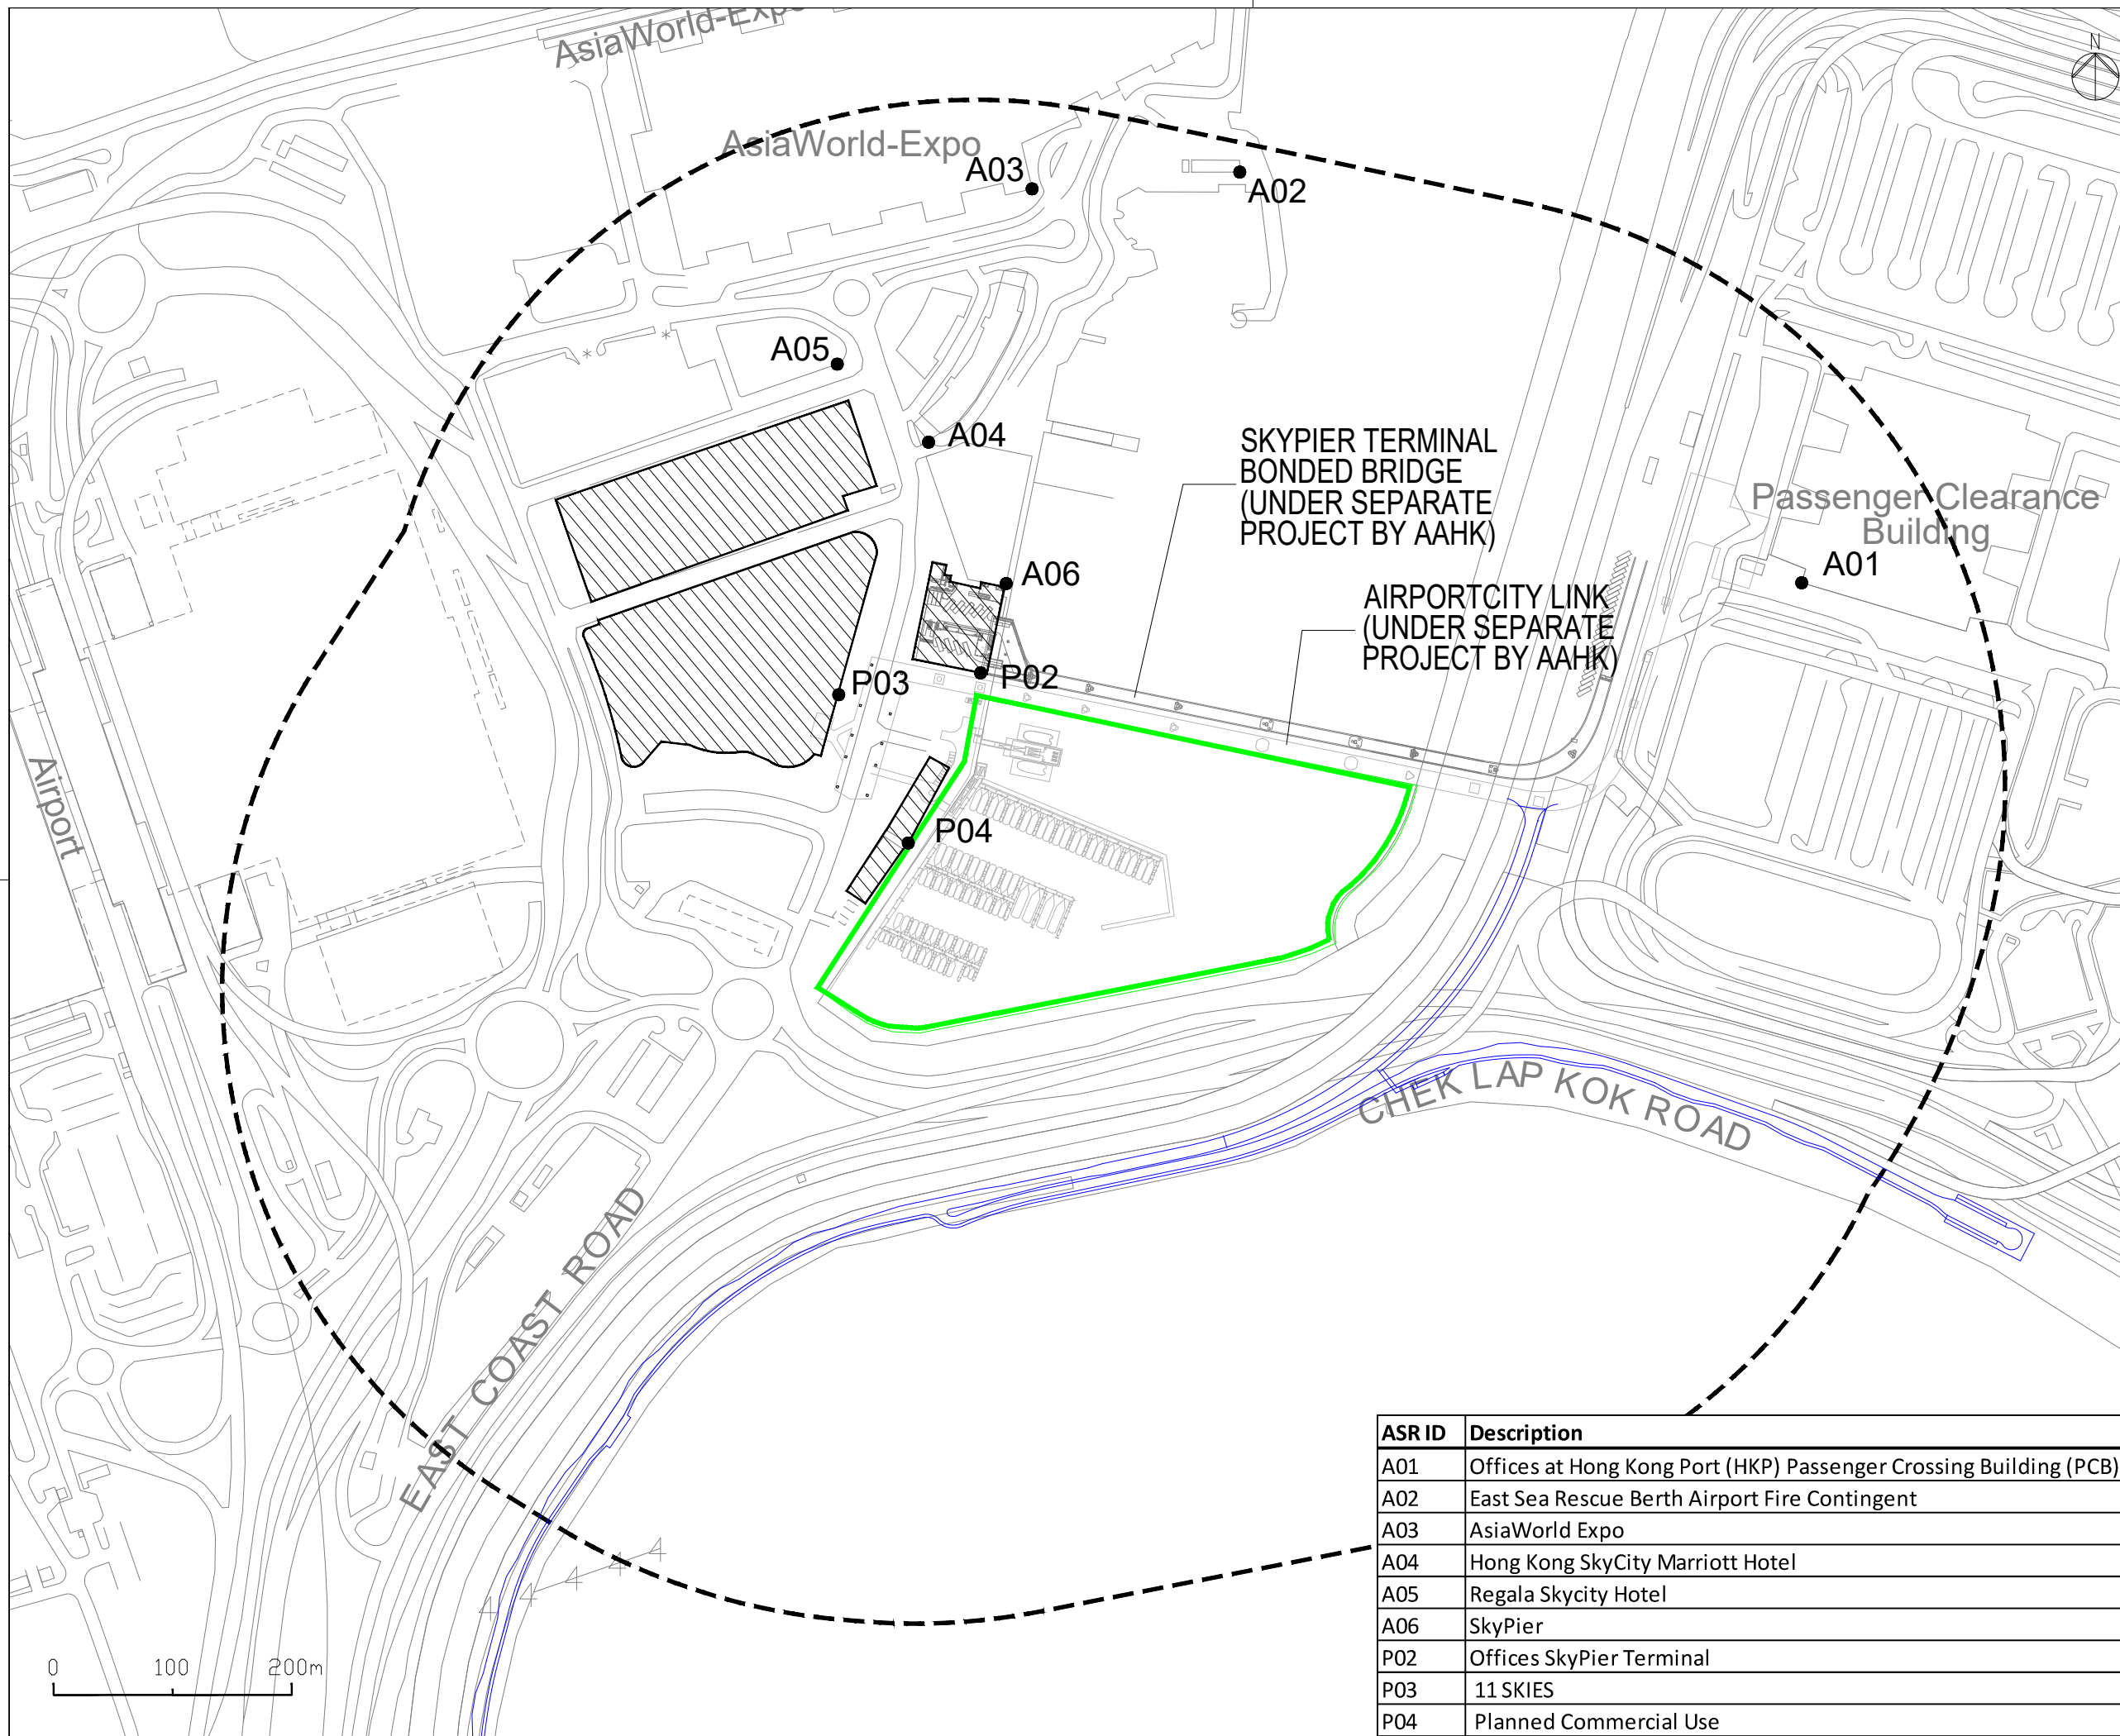 AsiaWorld-Expo
N
AsiaWorld-Expo
A03
A02
A05
A04
SKYPIER TERMINAL
BONDED BRIDGE
(UNDER SEPARATE
PROJECT BY AAHK)
Passenger Clearance
Building
A01
A06
AIRPORTCITY LINK
(UNDER SEPARATE
PROJECT BY AAHK)
P02
P03
P04
Airport
CHEK LAP KOK ROAD
EAST COAST ROAD
0 100 200m
ASR ID Description
A01 Offices at Hong Kong Port (HKP) Passenger Crossing Building (PCB)
A02 East Sea Rescue Berth Airport Fire Contingent
A03 AsiaWorld Expo
A04 Hong Kong SkyCity Marriott Hotel
A05 Regala Skycity Hotel
A06 SkyPier
P02 Offices SkyPier Terminal
P03 11 SKIES
P04 Planned Commercial Use